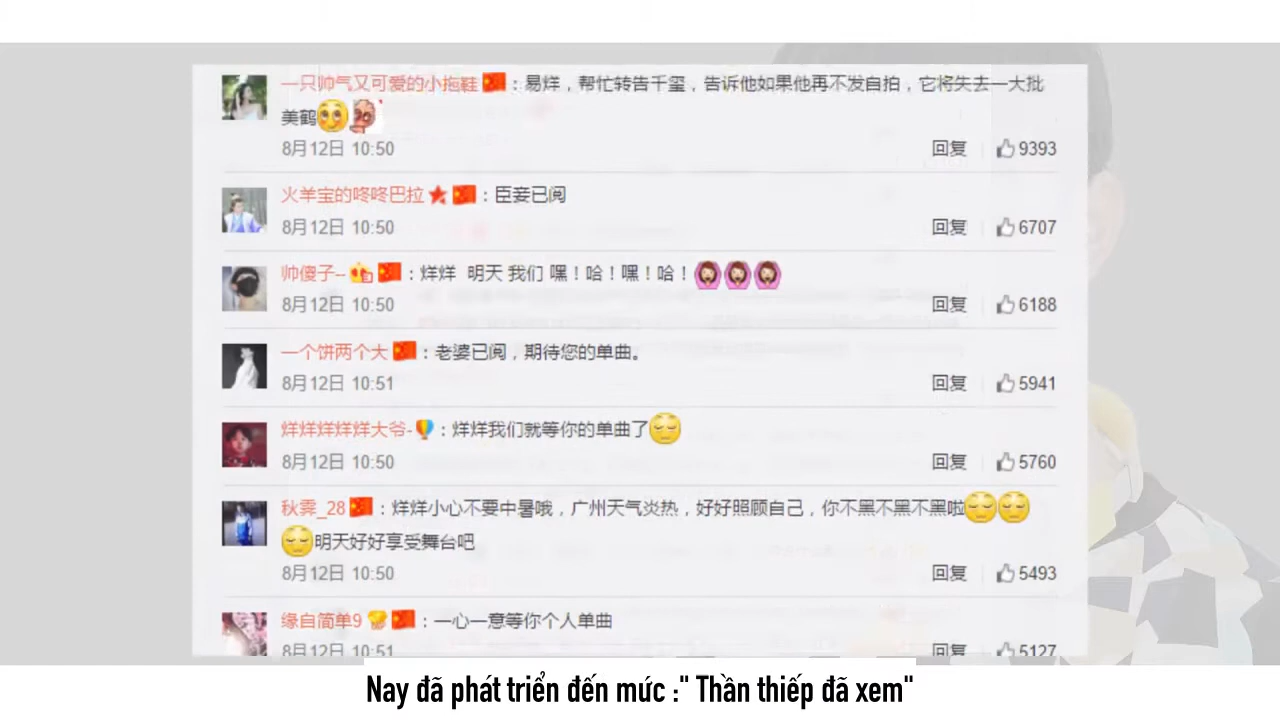 一只帅气又可爱的小拖鞋：易烊，帮忙转告千玺，告诉他如果他再不发自拍，它将失去一大批
美鹤
8月12日 10:50 回复 9393
火羊宝的咚咚巴拉：臣妾已阅
8月12日 10:50 回复 6707
帅傻子--：烊烊 明天 我们 嘿！哈！嘿！哈！
8月12日 10:50 回复 6188
一个饼两个大：老婆已阅，期待您的单曲。
8月12日 10:51 回复 5941
烊烊烊烊烊大爷-：烊烊我们就等你的单曲了
8月12日 10:50 回复 5760
秋霁_28：烊烊小心不要中暑哦，广州天气炎热，好好照顾自己，你不黑不黑不黑啦
明天好好享受舞台吧
8月12日 10:50 回复 5493
缘自简单9：一心一意等你个人单曲
8月12日 10:51 回复 5127
Nay đã phát triển đến mức :" Thần thiếp đã xem"